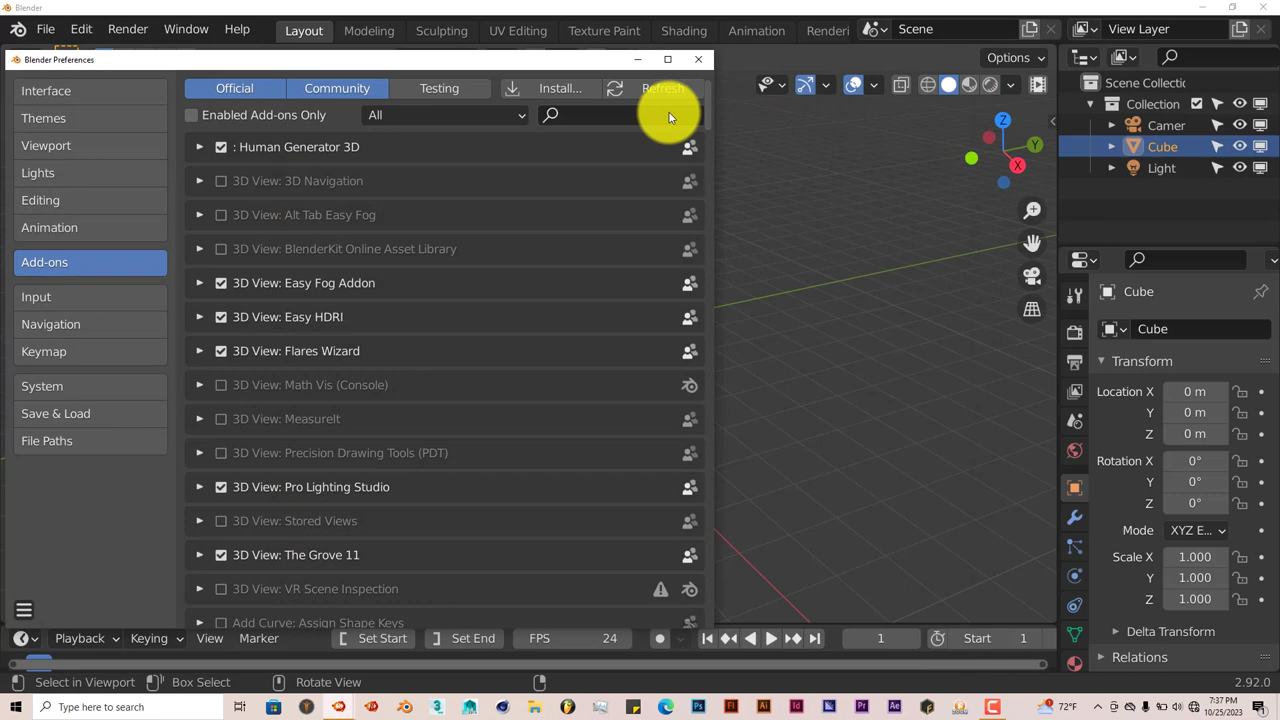 Blender
File Edit Render Window Help Layout Modeling Sculpting UV Editing Texture Paint Shading Animation Renderi Scene View Layer
Blender Preferences
Options
Interface
Themes
Viewport
Lights
Editing
Animation
Add-ons
Input
Navigation
Keymap
System
Save & Load
File Paths
Official Community Testing Install... Refresh
Enabled Add-ons Only All
: Human Generator 3D
3D View: 3D Navigation
3D View: Alt Tab Easy Fog
3D View: BlenderKit Online Asset Library
3D View: Easy Fog Addon
3D View: Easy HDRI
3D View: Flares Wizard
3D View: Math Vis (Console)
3D View: MeasureIt
3D View: Precision Drawing Tools (PDT)
3D View: Pro Lighting Studio
3D View: Stored Views
3D View: The Grove 11
3D View: VR Scene Inspection
Add Curve: Assign Shape Keys
Z
Y
X
Scene Collecti
Collection
Camer
Cube
Light
Cube
Cube
Transform
Location X 0 m
Y 0 m
Z 0 m
Rotation X 0°
Y 0°
Z 0°
Mode XYZ E...
Scale X 1.000
Y 1.000
Z 1.000
Delta Transform
Relations
Playback Keying View Marker Set Start Set End FPS 24 1 Start 1
Select in Viewport Box Select Rotate View 2.92.0
Type here to search
3 Ps Fl Ai Id Pr Ae C
72°F
7:37 PM
10/25/2023